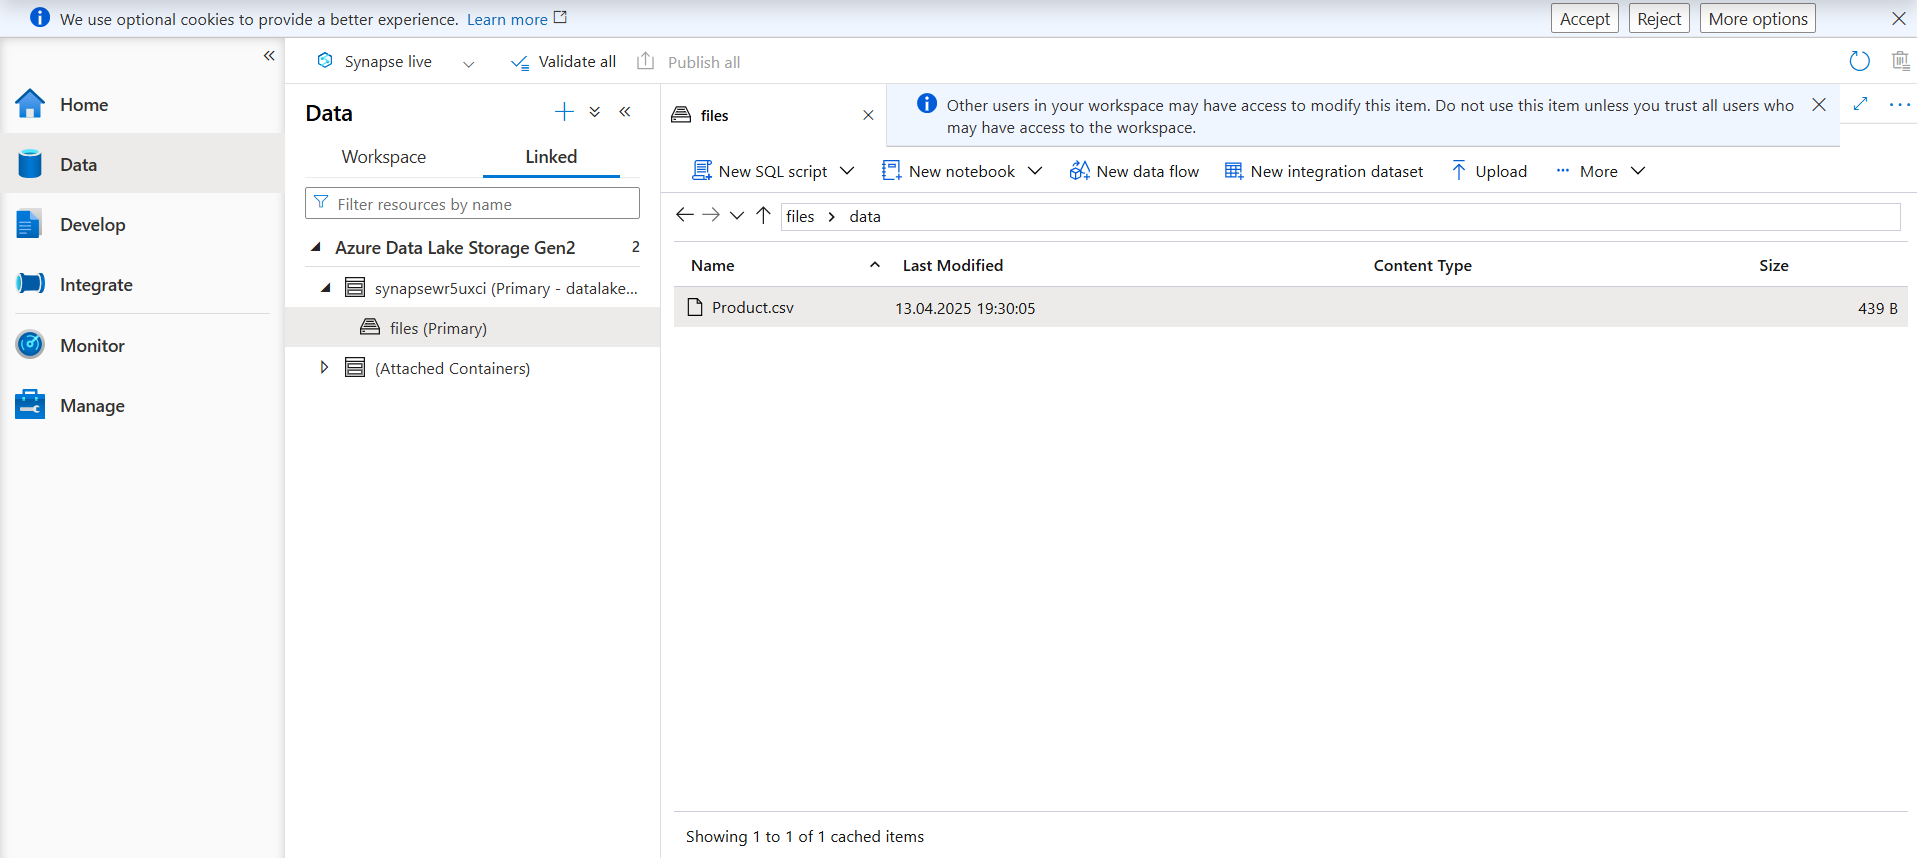 We use optional cookies to provide a better experience. Learn more
Accept
Reject
More options
Synapse live
Validate all
Publish all
Home
Data
Develop
Integrate
Monitor
Manage
Data
Workspace
Linked
Filter resources by name
Azure Data Lake Storage Gen2 2
synapsewr5uxci (Primary - datalake...
files (Primary)
(Attached Containers)
files
Other users in your workspace may have access to modify this item. Do not use this item unless you trust all users who
may have access to the workspace.
New SQL script
New notebook
New data flow
New integration dataset
Upload
More
files > data
Name Last Modified Content Type Size
Product.csv 13.04.2025 19:30:05 439 B
Showing 1 to 1 of 1 cached items